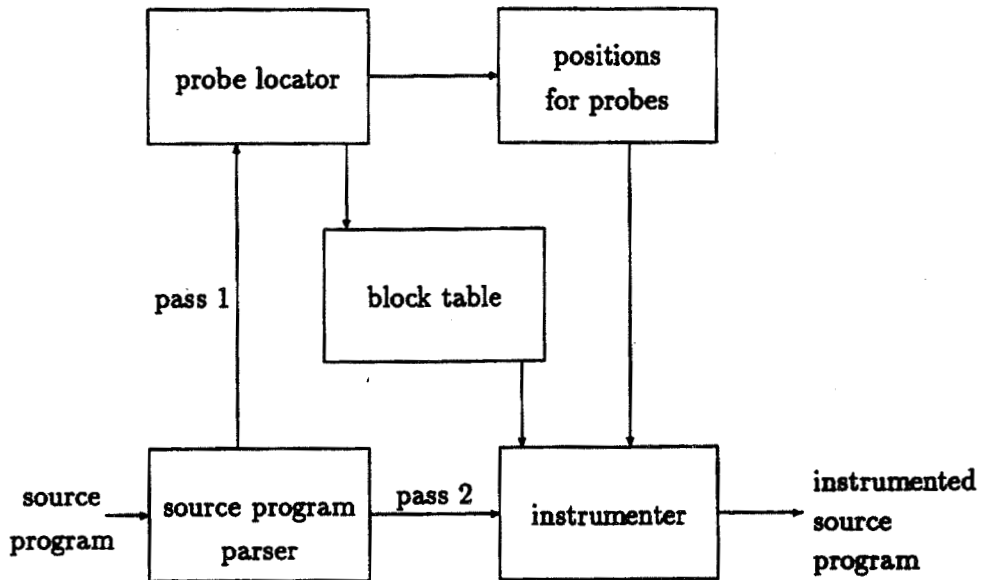 probe locator
positions
for probes
pass 1
block table
source
program
source program
parser
pass 2
instrumenter
instrumented
source
program